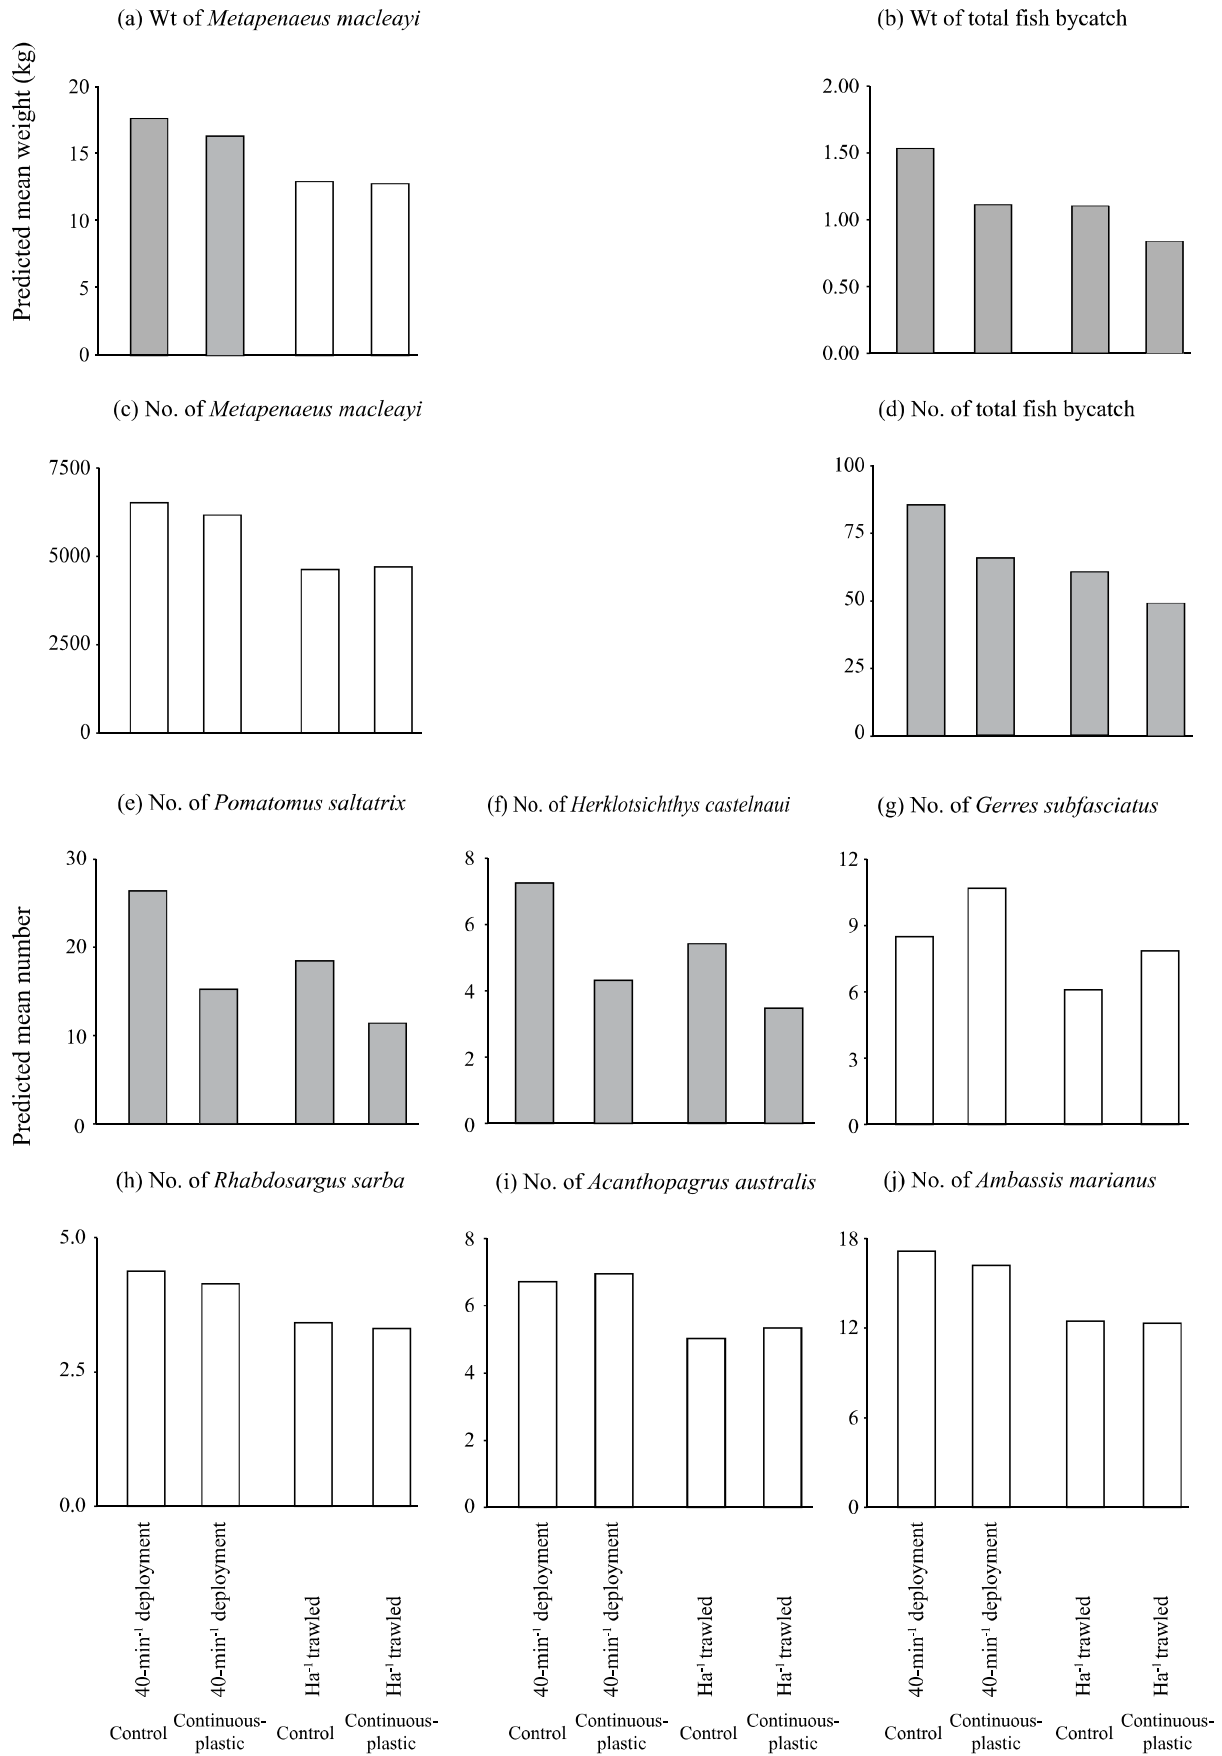 (a) Wt of Metapenaeus macleayi
(b) Wt of total fish bycatch
Predicted mean weight (kg)
20
15
10
5
0
2.00
1.50
1.00
0.50
0.00
(c) No. of Metapenaeus macleayi
(d) No. of total fish bycatch
7500
5000
2500
0
100
75
50
25
0
(e) No. of Pomatomus saltatrix
(f) No. of Herklotsichthys castelnaui
(g) No. of Gerres subfasciatus
Predicted mean number
30
20
10
0
8
6
4
2
0
12
9
6
3
0
(h) No. of Rhabdosargus sarba
(i) No. of Acanthopagrus australis
(j) No. of Ambassis marianus
5.0
2.5
0.0
8
6
4
2
0
18
12
6
0
40-min⁻¹ deployment
40-min⁻¹ deployment
Ha⁻¹ trawled
Ha⁻¹ trawled
40-min⁻¹ deployment
40-min⁻¹ deployment
Ha⁻¹ trawled
Ha⁻¹ trawled
40-min⁻¹ deployment
40-min⁻¹ deployment
Ha⁻¹ trawled
Ha⁻¹ trawled
Control
Continuous-
plastic
Control
Continuous-
plastic
Control
Continuous-
plastic
Control
Continuous-
plastic
Control
Continuous-
plastic
Control
Continuous-
plastic